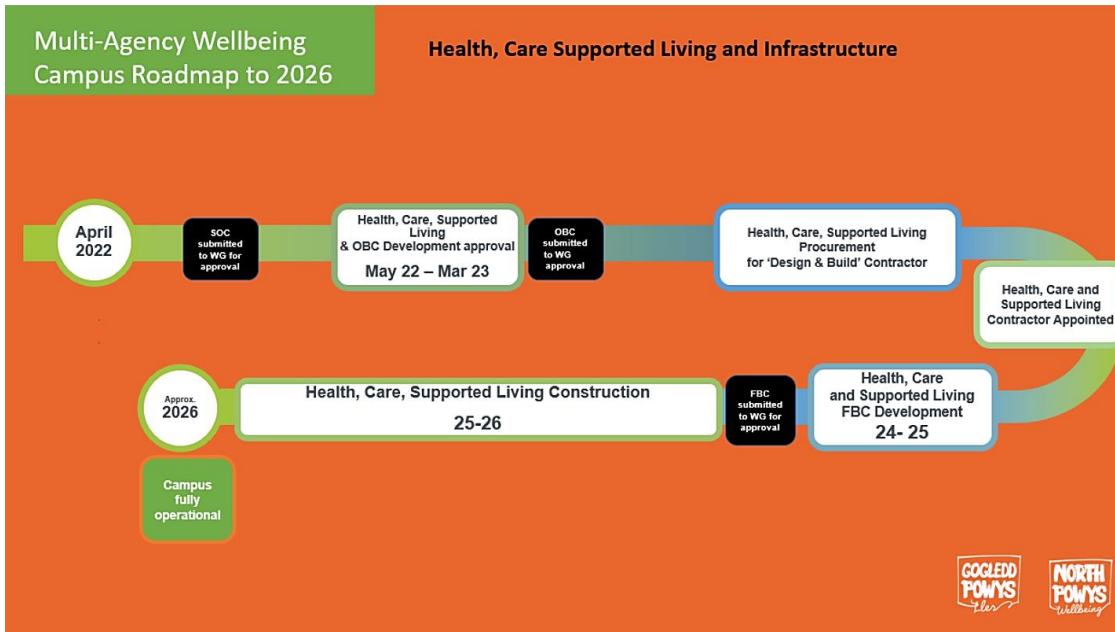 Multi-Agency Wellbeing
Campus Roadmap to 2026
Health, Care Supported Living and Infrastructure
April
2022
SOC
submitted
to WG for
approval
Health, Care, Supported
Living
& OBC Development approval
May 22 – Mar 23
OBC
submitted
to WG
approval
Health, Care, Supported Living
Procurement
for ‘Design & Build’ Contractor
Health, Care and
Supported Living
Contractor Appointed
Health, Care
and Supported Living
FBC Development
24- 25
FBC
submitted
to WG for
approval
Health, Care, Supported Living Construction
25-26
Approx.
2026
Campus
fully
operational
GOGLEDD
POWYS
Lles
NORTH
POWYS
Wellbeing